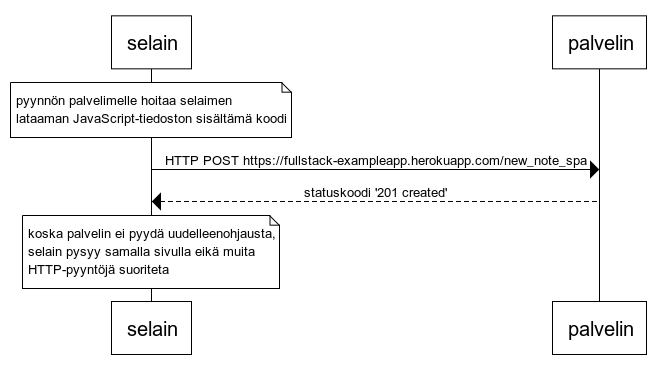 selain
palvelin
pyynnön palvelimelle hoitaa selaimen
lataaman JavaScript-tiedoston sisältämä koodi
HTTP POST https://fullstack-exampleapp.herokuapp.com/new_note_spa
statuskoodi '201 created'
koska palvelin ei pyydä uudelleenohjausta,
selain pysyy samalla sivulla eikä muita
HTTP-pyyntöjä suoriteta
selain
palvelin